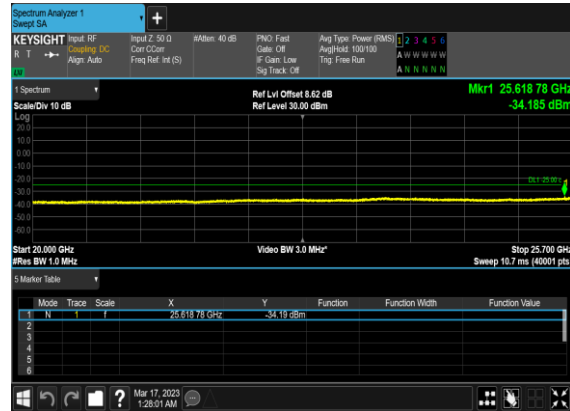 Spectrum Analyzer 1
Swept SA
+
KEYSIGHT Input: RF Input Z: 50 Ω #Atten: 40 dB PNO: Fast Avg Type: Power (RMS) 1 2 3 4 5 6
R T Coupling: DC Corr CCorr Gate: Off Avg|Hold: 100/100 A W W W W W
Align: Auto Freq Ref: Int (S) IF Gain: Low Trig: Free Run
Sig Track: Off A N N N N N
LW
1 Spectrum
Ref Lvl Offset 8.62 dB Mkr1 25.618 78 GHz
Scale/Div 10 dB Ref Level 30.00 dBm -34.185 dBm
Log
20.0
10.0
0.00
-10.0
-20.0
DL1 -25.00
-30.0
-40.0
-50.0
-60.0
Start 20.000 GHz Video BW 3.0 MHz* Stop 25.700 GHz
#Res BW 1.0 MHz Sweep 10.7 ms (40001 pts
5 Marker Table
Mode Trace Scale X Y Function Function Width Function Value
1 N 1 f 25.618 78 GHz -34.19 dBm
2
3
4
5
6
? Mar 17, 2023
1:28:01 AM